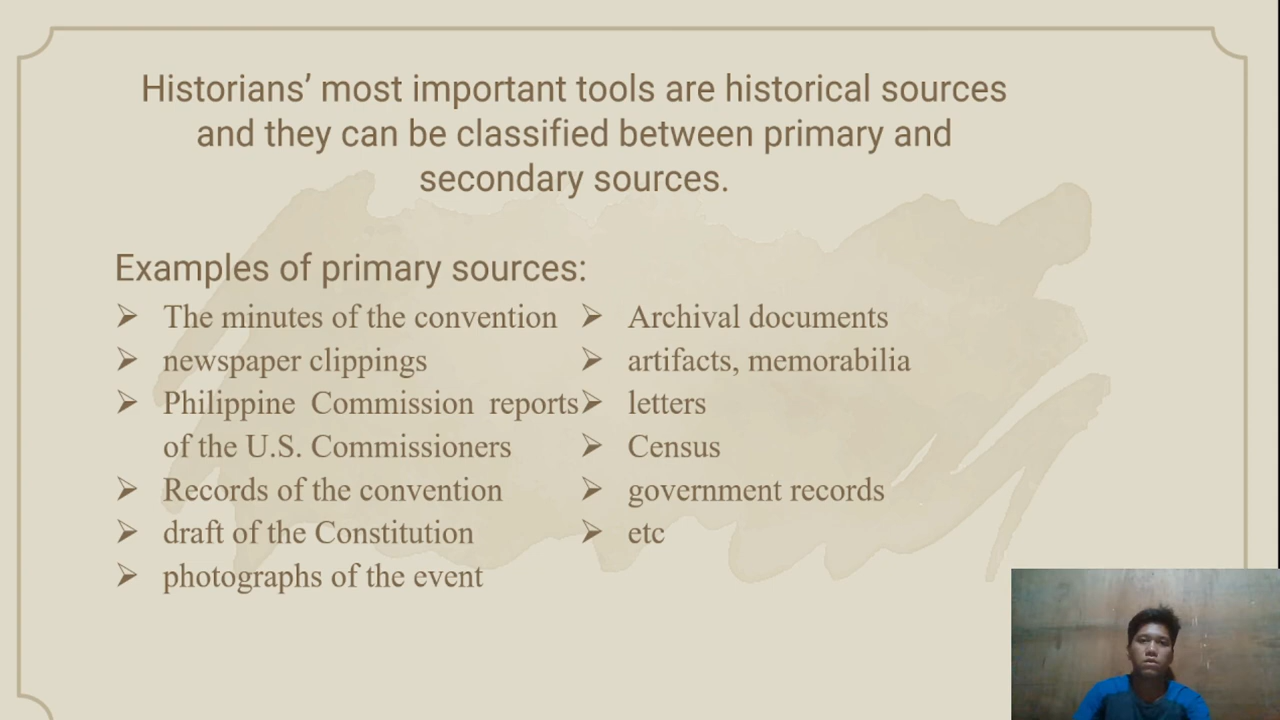 Historians’ most important tools are historical sources
and they can be classified between primary and
secondary sources.
Examples of primary sources:
➢ The minutes of the convention
➢ newspaper clippings
➢ Philippine Commission reports
of the U.S. Commissioners
➢ Records of the convention
➢ draft of the Constitution
➢ photographs of the event
➢ Archival documents
➢ artifacts, memorabilia
➢ letters
➢ Census
➢ government records
➢ etc